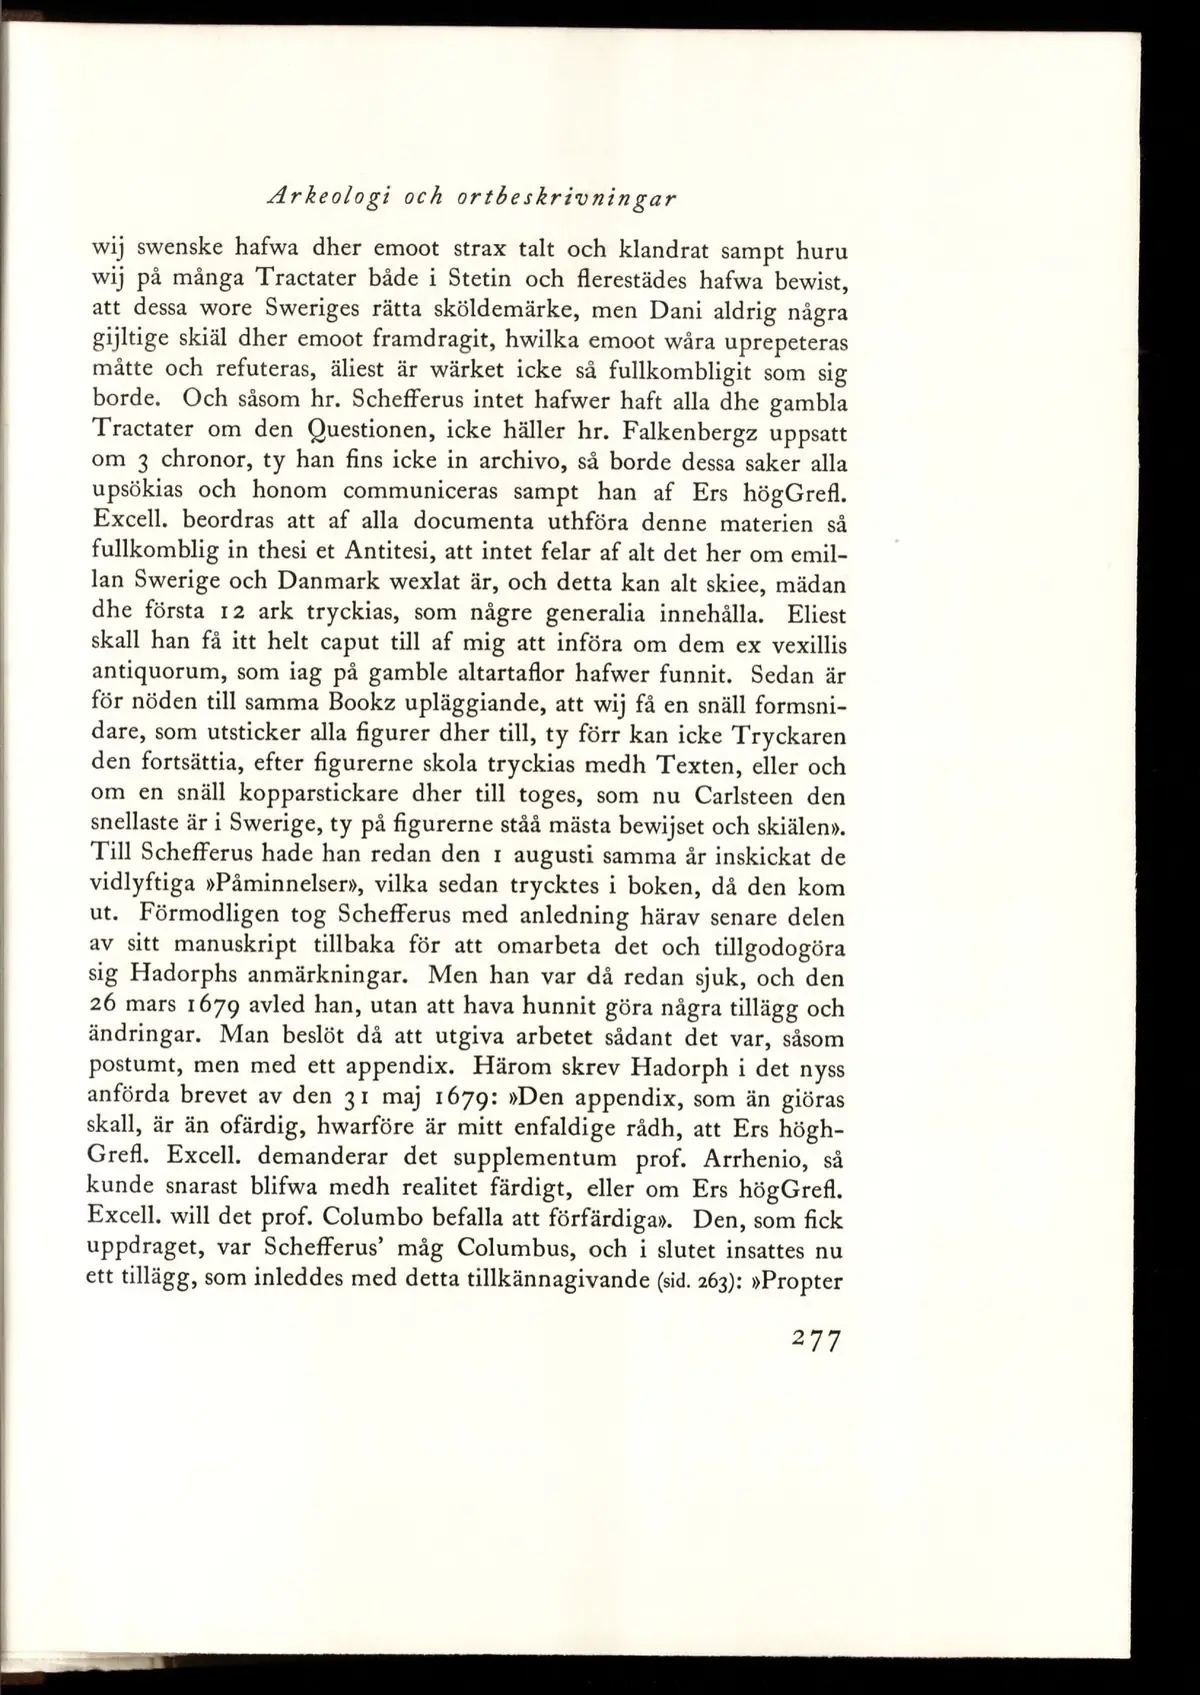 Arkeologi och ortbeskrivningar
wij swenske hafwa dher emoot strax talt och klandrat sampt huru
wij på många Tractater både i Stetin och flerestädes hafwa bewist,
att dessa wore Sweriges rätta sköldemärke, men Dani aldrig några
gijltige skiäl dher emoot framdragit, hwilka emoot wåra uprepeteras
måtte och refuteras, äliest är wärket icke så fullkombligit som sig
borde. Och såsom hr. Schefferus intet hafwer haft alla dhe gambla
Tractater om den Questionen, icke häller hr. Falkenbergz uppsatt
om 3 chronor, ty han fins icke in archivo, så borde dessa saker alla
upsökias och honom communiceras sampt han af Ers högGrefl.
Excell. beordras att af alla documenta uthföra denne materien så
fullkomblig in thesi et Antitesi, att intet felar af alt det her om emil-
lan Swerige och Danmark wexlat är, och detta kan alt skiee, mädan
dhe första 12 ark tryckias, som någre generalia innehålla. Eliest
skall han få itt helt caput till af mig att införa om dem ex vexillis
antiquorum, som iag på gamble altartaflor hafwer funnit. Sedan är
för nöden till samma Bookz upläggiande, att wij få en snäll formsni-
dare, som utsticker alla figurer dher till, ty förr kan icke Tryckaren
den fortsättia, efter figurerne skola tryckias medh Texten, eller och
om en snäll kopparstickare dher till toges, som nu Carlsteen den
snellaste är i Swerige, ty på figurerne ståå mästa bewijset och skiälen».
Till Schefferus hade han redan den 1 augusti samma år inskickat de
vidlyftiga »Påminnelser», vilka sedan trycktes i boken, då den kom
ut. Förmodligen tog Schefferus med anledning härav senare delen
av sitt manuskript tillbaka för att omarbeta det och tillgodogöra
sig Hadorphs anmärkningar. Men han var då redan sjuk, och den
26 mars 1679 avled han, utan att hava hunnit göra några tillägg och
ändringar. Man beslöt då att utgiva arbetet sådant det var, såsom
postumt, men med ett appendix. Härom skrev Hadorph i det nyss
anförda brevet av den 31 maj 1679: »Den appendix, som än giöras
skall, är än ofärdig, hwarföre är mitt enfaldige rådh, att Ers högh-
Grefl. Excell. demanderar det supplementum prof. Arrhenio, så
kunde snarast blifwa medh realitet färdigt, eller om Ers högGrefl.
Excell. will det prof. Columbo befalla att förfärdiga». Den, som fick
uppdraget, var Schefferus’ måg Columbus, och i slutet insattes nu
ett tillägg, som inleddes med detta tillkännagivande (sid. 263): »Propter
277